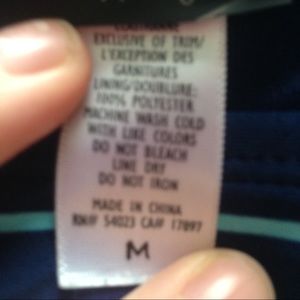 EXCLUSIVE OF TRIM/
L'EXCEPTION DES
GARNITURES
LINING/DOUBLURE:
100% POLYESTER
MACHINE WASH COLD
WITH LIKE COLORS
DO NOT BLEACH
LINE DRY
DO NOT IRON
MADE IN CHINA
RN# 54023 CA# 17897
M